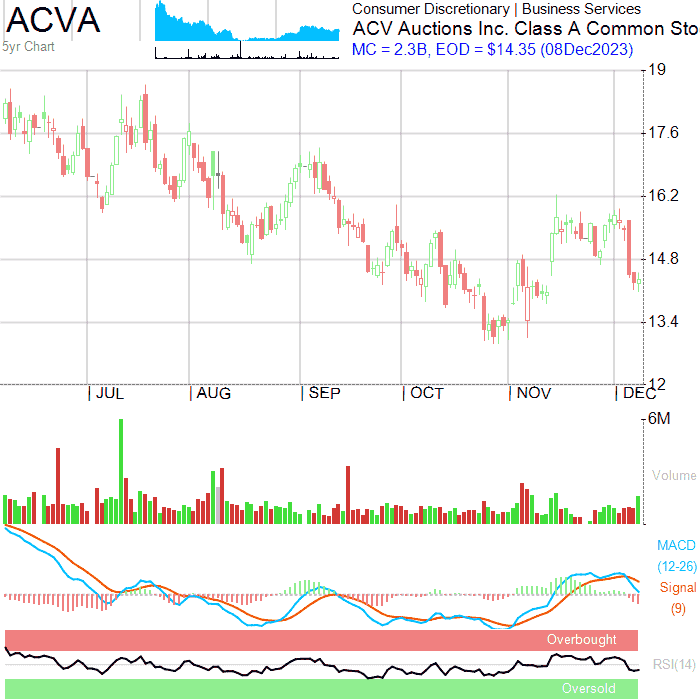 ACVA
5yr Chart
Consumer Discretionary | Business Services
ACV Auctions Inc. Class A Common Sto
MC = 2.3B, EOD = $14.35 (08Dec2023)
19
17.6
16.2
14.8
13.4
12
| JUL | AUG | SEP | OCT | NOV | DEC
6M
Volume
MACD
(12-26)
Signal
(9)
Overbought
RSI(14)
Oversold